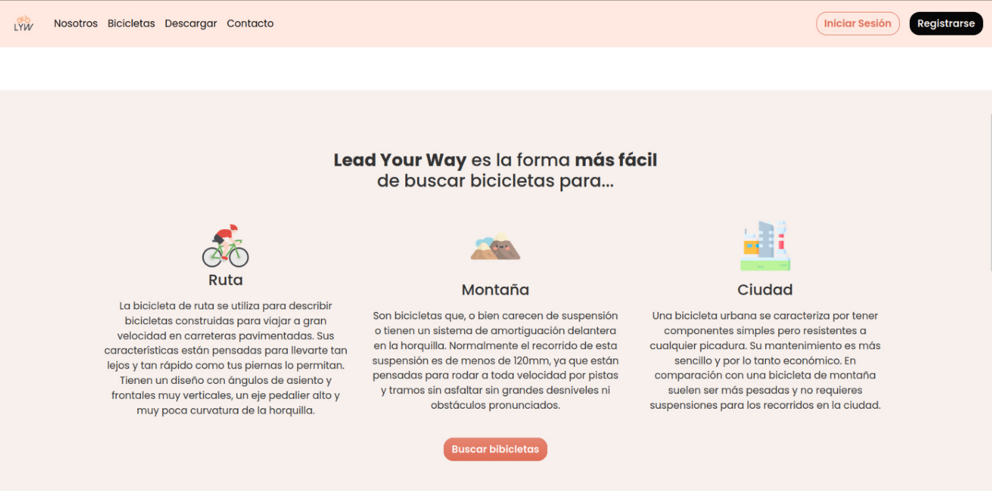 LYW
Nosotros Bicicletas Descargar Contacto
Iniciar Sesión
Registrarse
Lead Your Way es la forma más fácil
de buscar bicicletas para...
Ruta
La bicicleta de ruta se utiliza para describir
bicicletas construidas para viajar a gran
velocidad en carreteras pavimentadas. Sus
características están pensadas para llevarte tan
lejos y tan rápido como tus piernas lo permitan.
Tienen un diseño con ángulos de asiento y
frontales muy verticales, un eje pedalier alto y
muy poca curvatura de la horquilla.
Montaña
Son bicicletas que, o bien carecen de suspensión
o tienen un sistema de amortiguación delantera
en la horquilla. Normalmente el recorrido de esta
suspensión es de menos de 120mm, ya que están
pensadas para rodar a toda velocidad por pistas
y tramos sin asfaltar sin grandes desniveles ni
obstáculos pronunciados.
Ciudad
Una bicicleta urbana se caracteriza por tener
componentes simples pero resistentes a
cualquier picadura. Su mantenimiento es más
sencillo y por lo tanto económico. En
comparación con una bicicleta de montaña
suelen ser más pesadas y no requieres
suspensiones para los recorridos en la ciudad.
Buscar bibicletas